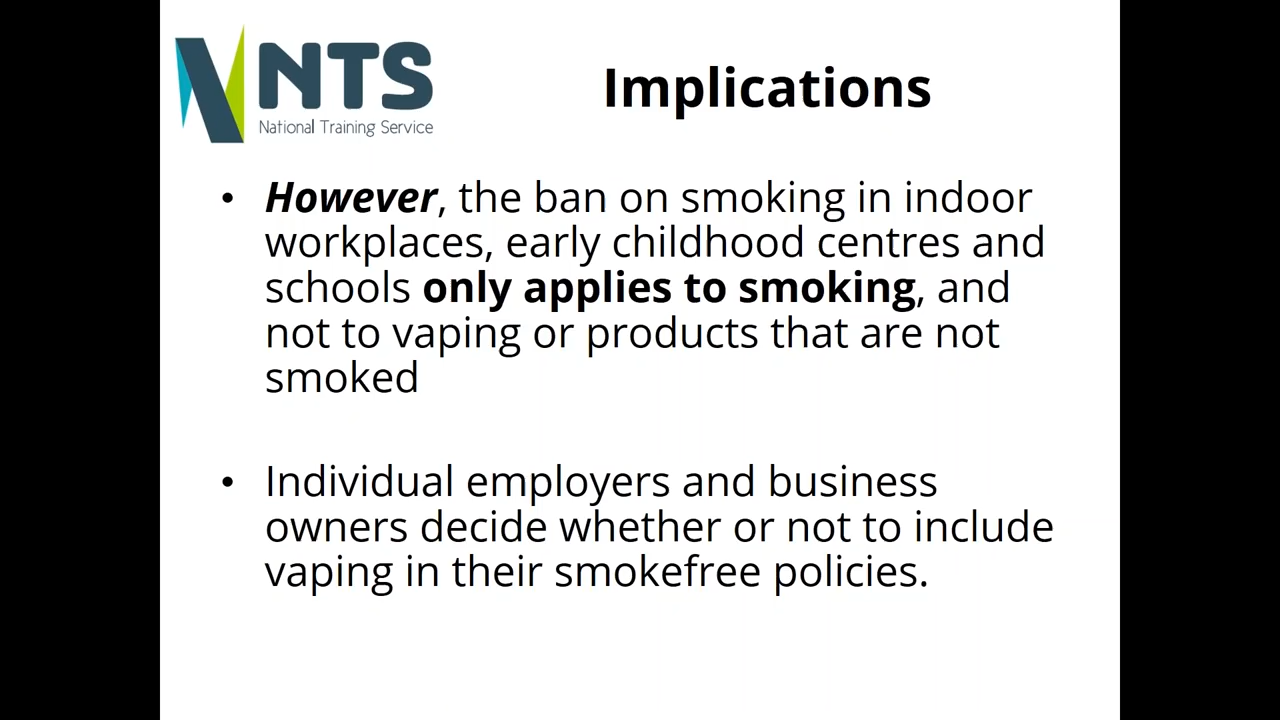 NTS
National Training Service
Implications
• However, the ban on smoking in indoor
workplaces, early childhood centres and
schools only applies to smoking, and
not to vaping or products that are not
smoked
• Individual employers and business
owners decide whether or not to include
vaping in their smokefree policies.